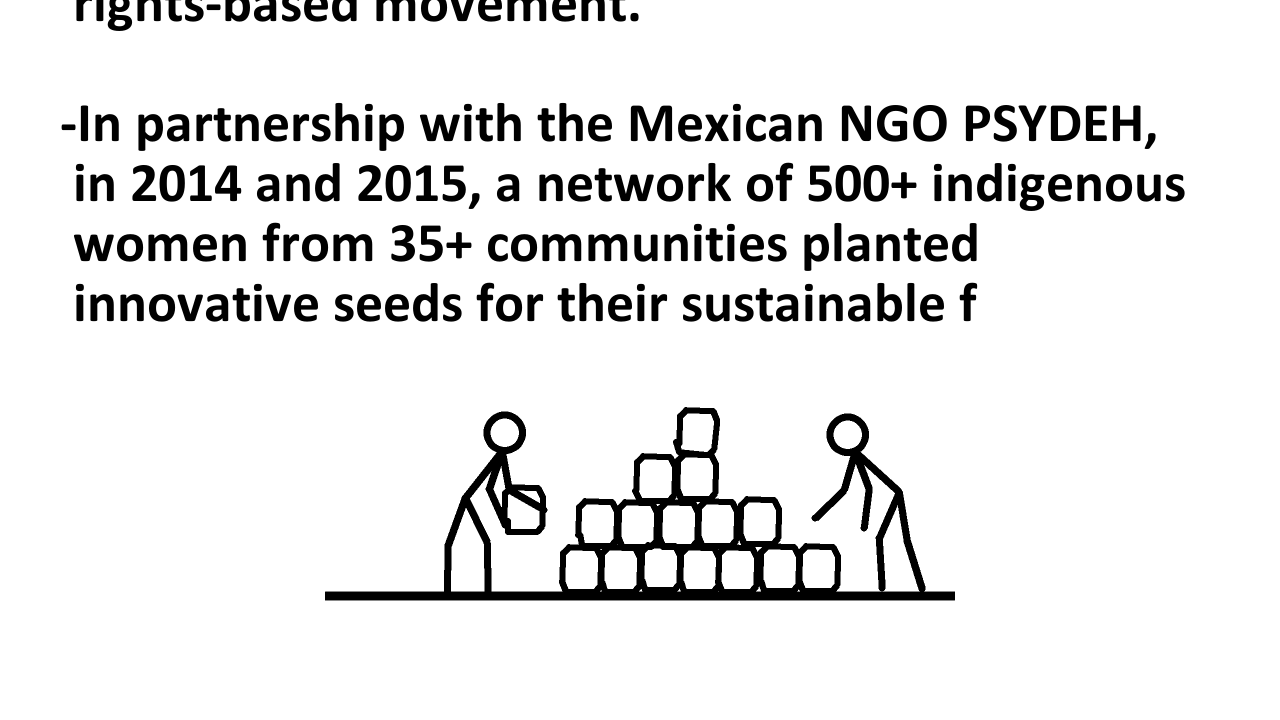 rights-based movement.
-In partnership with the Mexican NGO PSYDEH,
in 2014 and 2015, a network of 500+ indigenous
women from 35+ communities planted
innovative seeds for their sustainable f